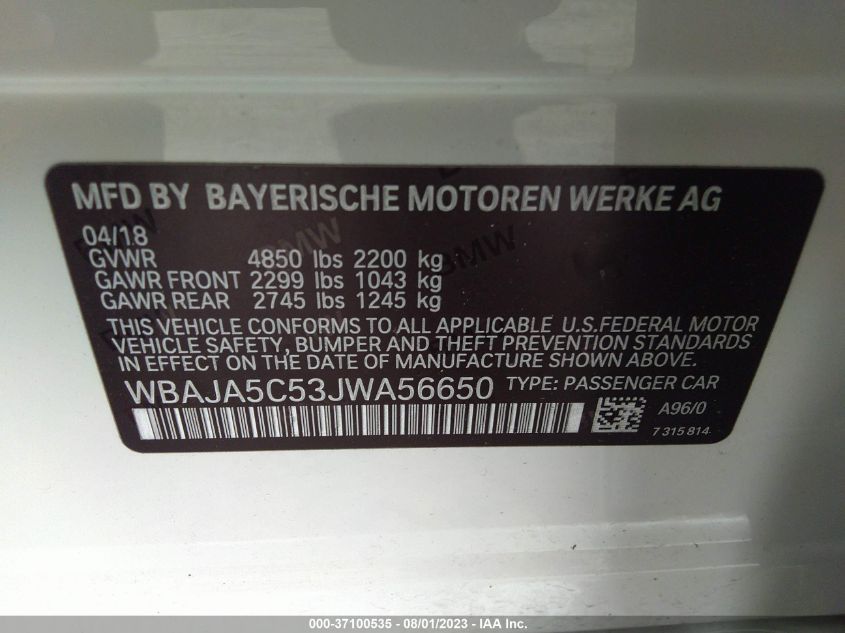 MFD BY BAYERISCHE MOTOREN WERKE AG
04/18
GVWR 4850 lbs 2200 kg
GAWR FRONT 2299 lbs 1043 kg
GAWR REAR 2745 lbs 1245 kg
THIS VEHICLE CONFORMS TO ALL APPLICABLE U.S.FEDERAL MOTOR
VEHICLE SAFETY, BUMPER AND THEFT PREVENTION STANDARDS
IN EFFECT ON THE DATE OF MANUFACTURE SHOWN ABOVE.
WBAJA5C53JWA56650 TYPE: PASSENGER CAR
A96/0
7 315 814
BMW
000-37100535 - 08/01/2023 - IAA Inc.